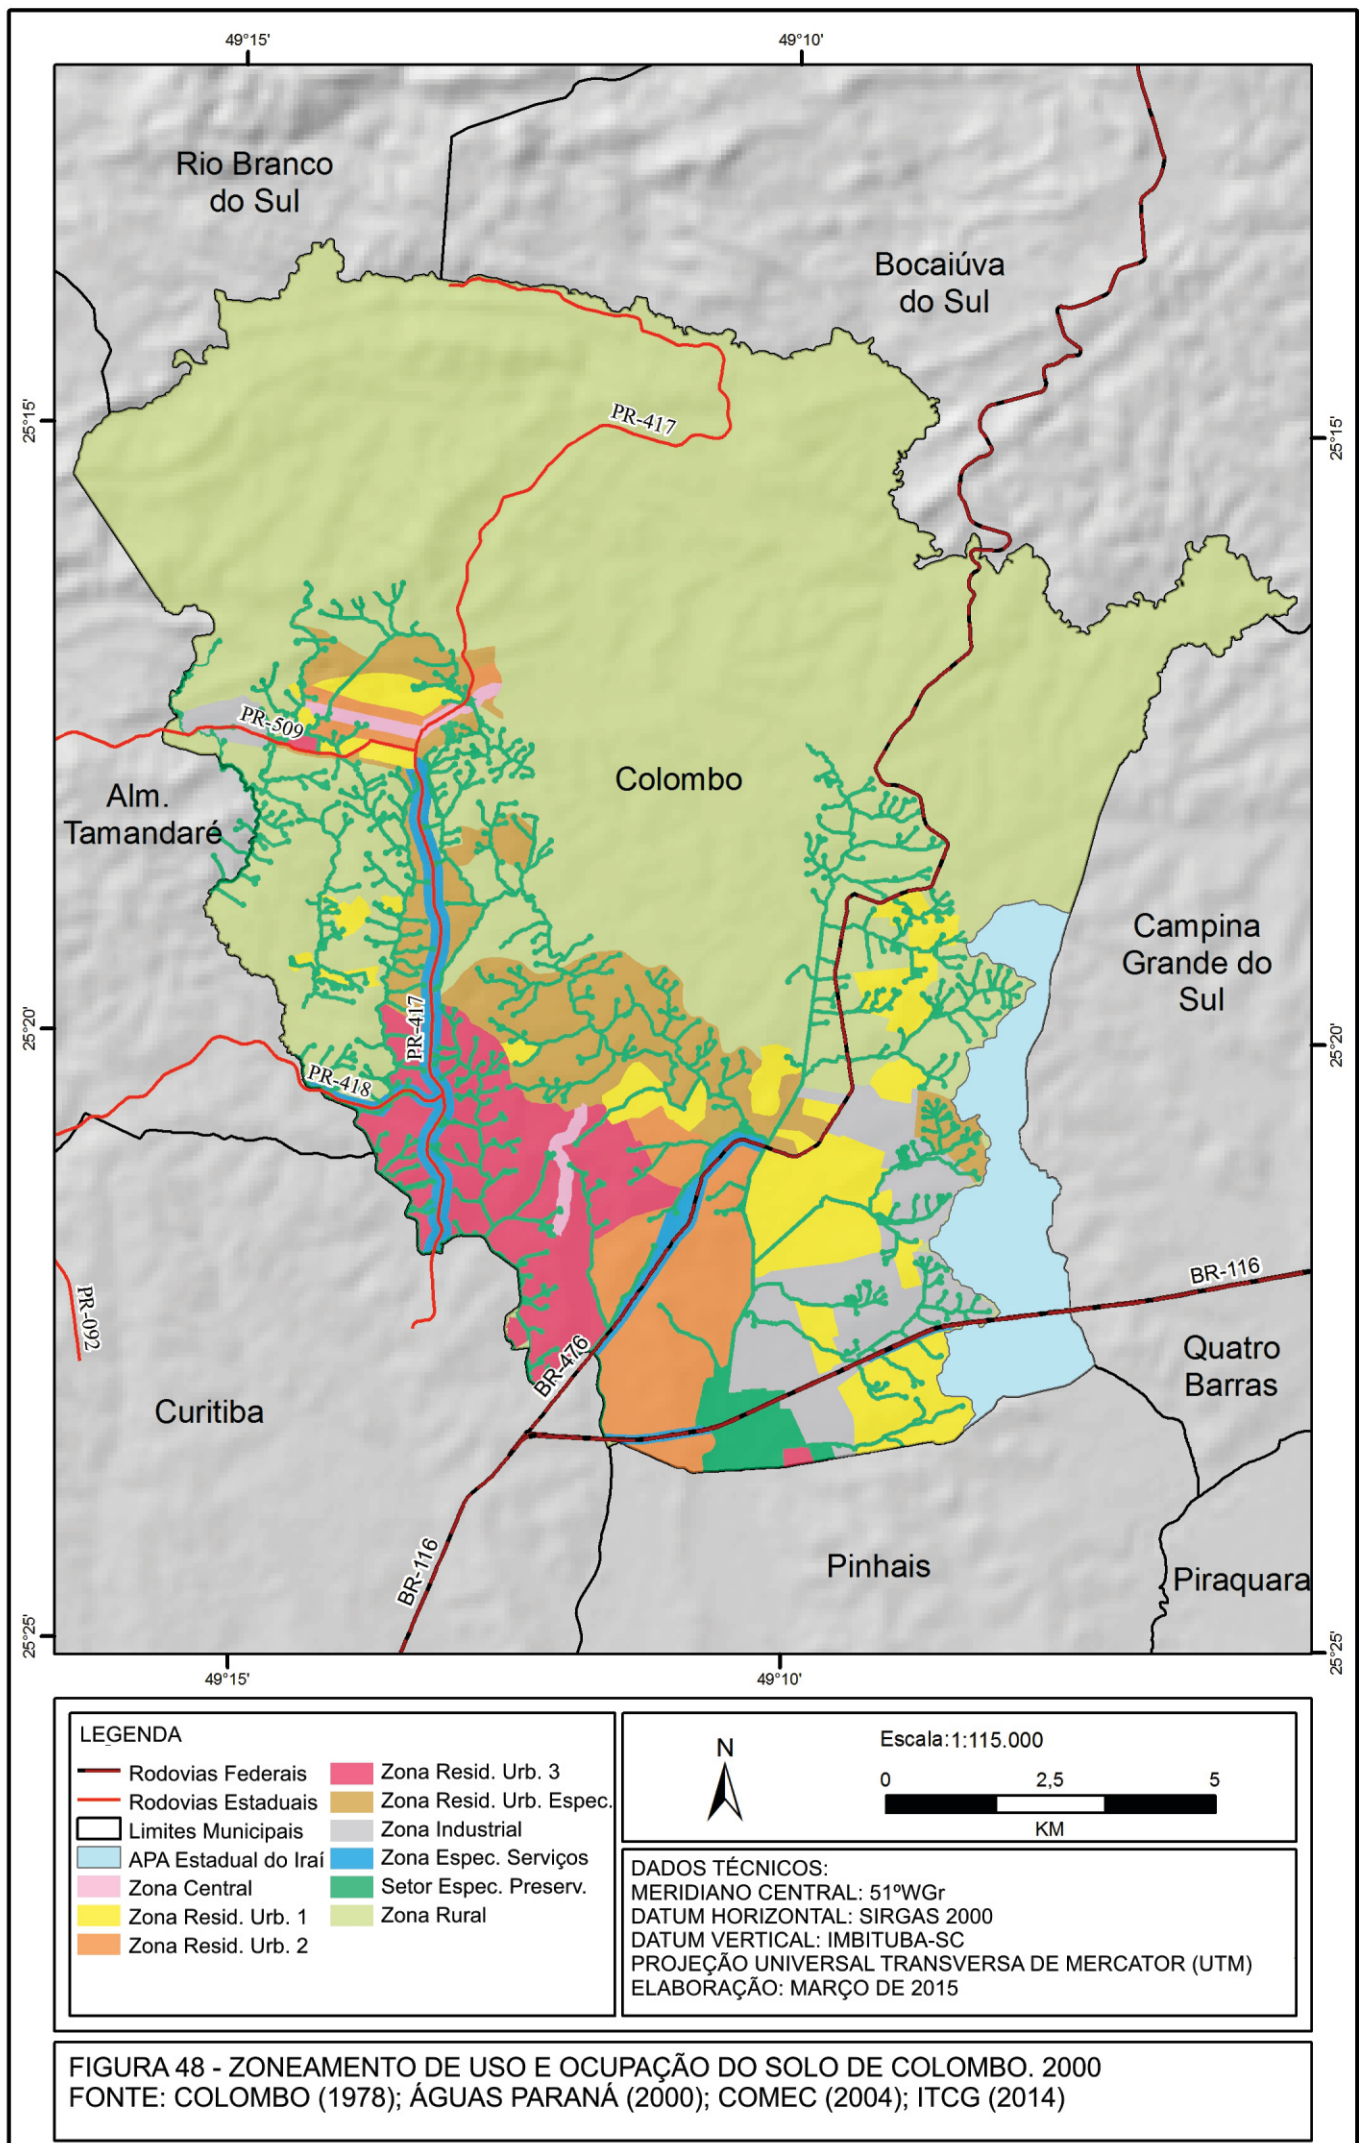 49°15'
49°10'
Rio Branco
do Sul
Bocaiúva
do Sul
25°15'
25°15'
PR-417
PR-509
Colombo
Alm.
Tamandaré
Campina
Grande do
Sul
PR-417
25°20'
25°20'
PR-418
BR-116
PR-092
Quatro
Barras
BR-476
Curitiba
BR-116
Pinhais
Piraquara
25°25'
25°25'
49°15'
49°10'
LEGENDA
Rodovias Federais
Rodovias Estaduais
Limites Municipais
APA Estadual do Iraí
Zona Central
Zona Resid. Urb. 1
Zona Resid. Urb. 2
Zona Resid. Urb. 3
Zona Resid. Urb. Espec.
Zona Industrial
Zona Espec. Serviços
Setor Espec. Preserv.
Zona Rural
N
Escala:1:115.000
0 2,5 5
KM
DADOS TÉCNICOS:
MERIDIANO CENTRAL: 51ºWGr
DATUM HORIZONTAL: SIRGAS 2000
DATUM VERTICAL: IMBITUBA-SC
PROJEÇÃO UNIVERSAL TRANSVERSA DE MERCATOR (UTM)
ELABORAÇÃO: MARÇO DE 2015
FIGURA 48 - ZONEAMENTO DE USO E OCUPAÇÃO DO SOLO DE COLOMBO. 2000
FONTE: COLOMBO (1978); ÁGUAS PARANÁ (2000); COMEC (2004); ITCG (2014)